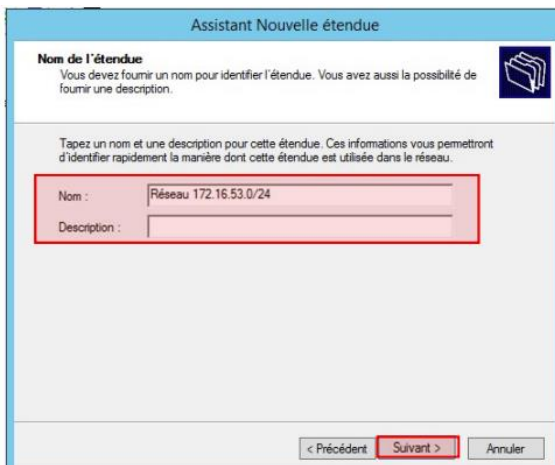 Assistant Nouvelle étendue
Nom de l'étendue
Vous devez fournir un nom pour identifier l'étendue. Vous avez aussi la possibilité de
fournir une description.
Tapez un nom et une description pour cette étendue. Ces informations vous permettront
d'identifier rapidement la manière dont cette étendue est utilisée dans le réseau.
Nom : Réseau 172.16.53.0/24
Description :
< Précédent Suivant > Annuler